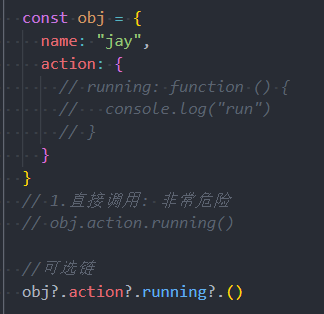 const obj = {
name: "jay",
action: {
// running: function () {
// console.log("run")
// }
}
}
// 1.直接调用: 非常危险
// obj.action.running()
//可选链
obj?.action?.running?.()